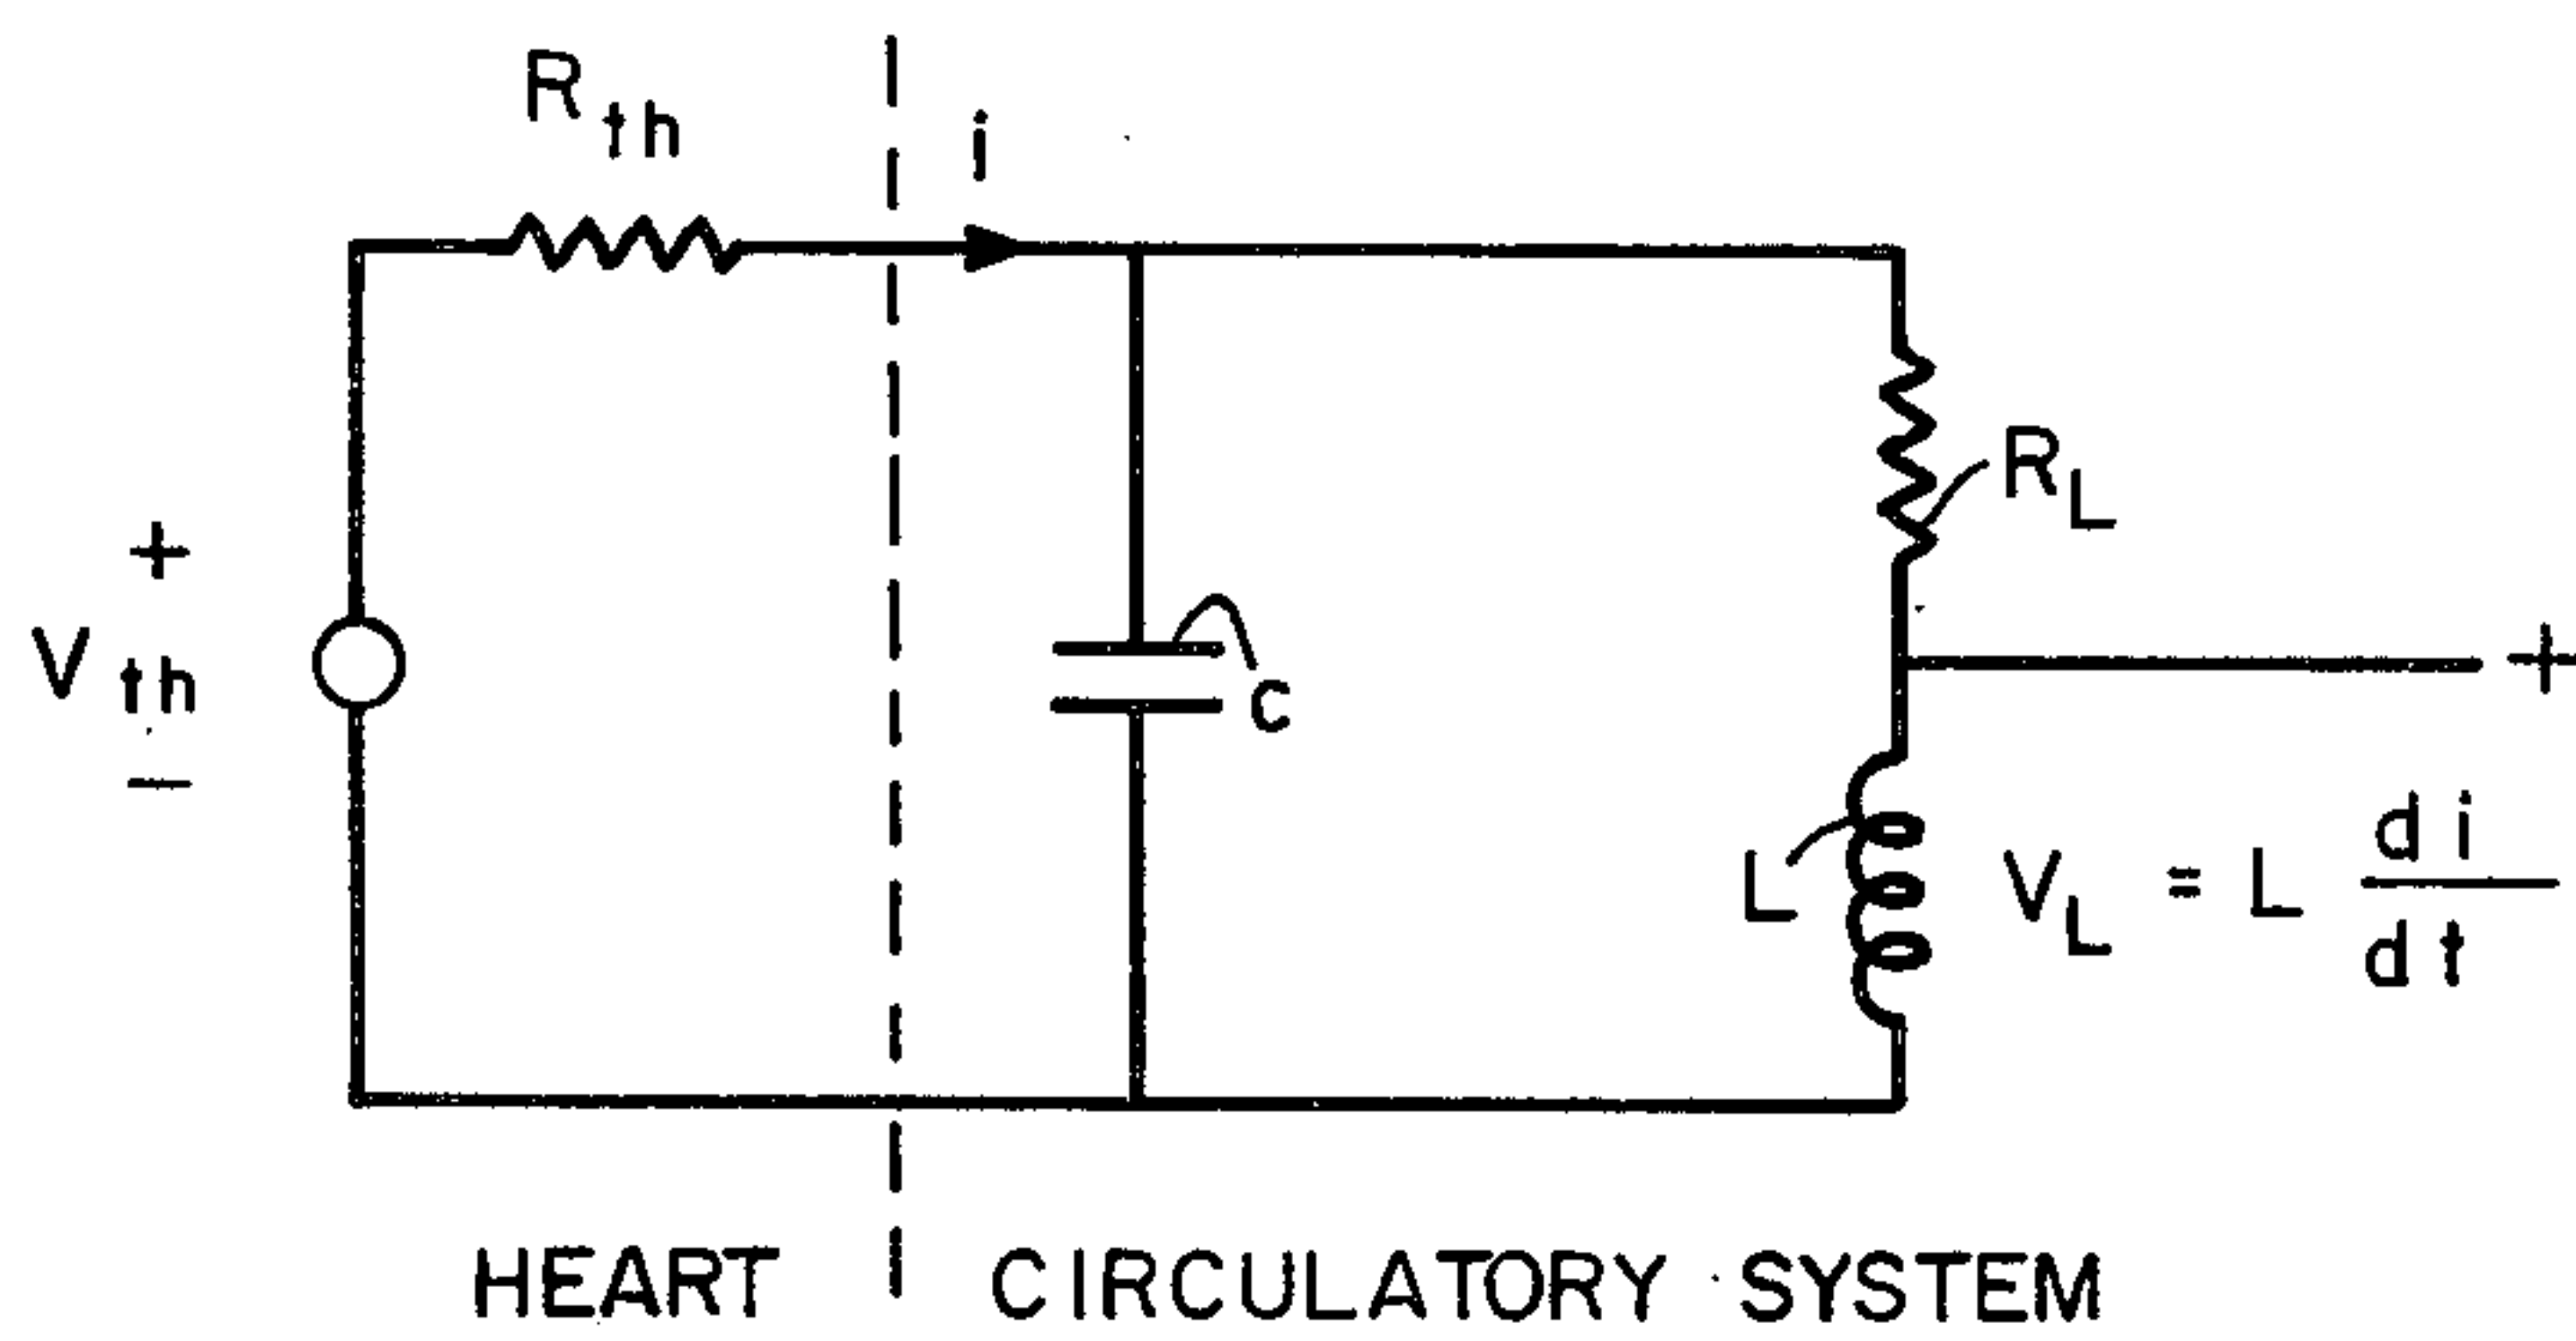 R th
i
R L
+
V th
−
C
+
L
V L = L di/dt
HEART
CIRCULATORY SYSTEM